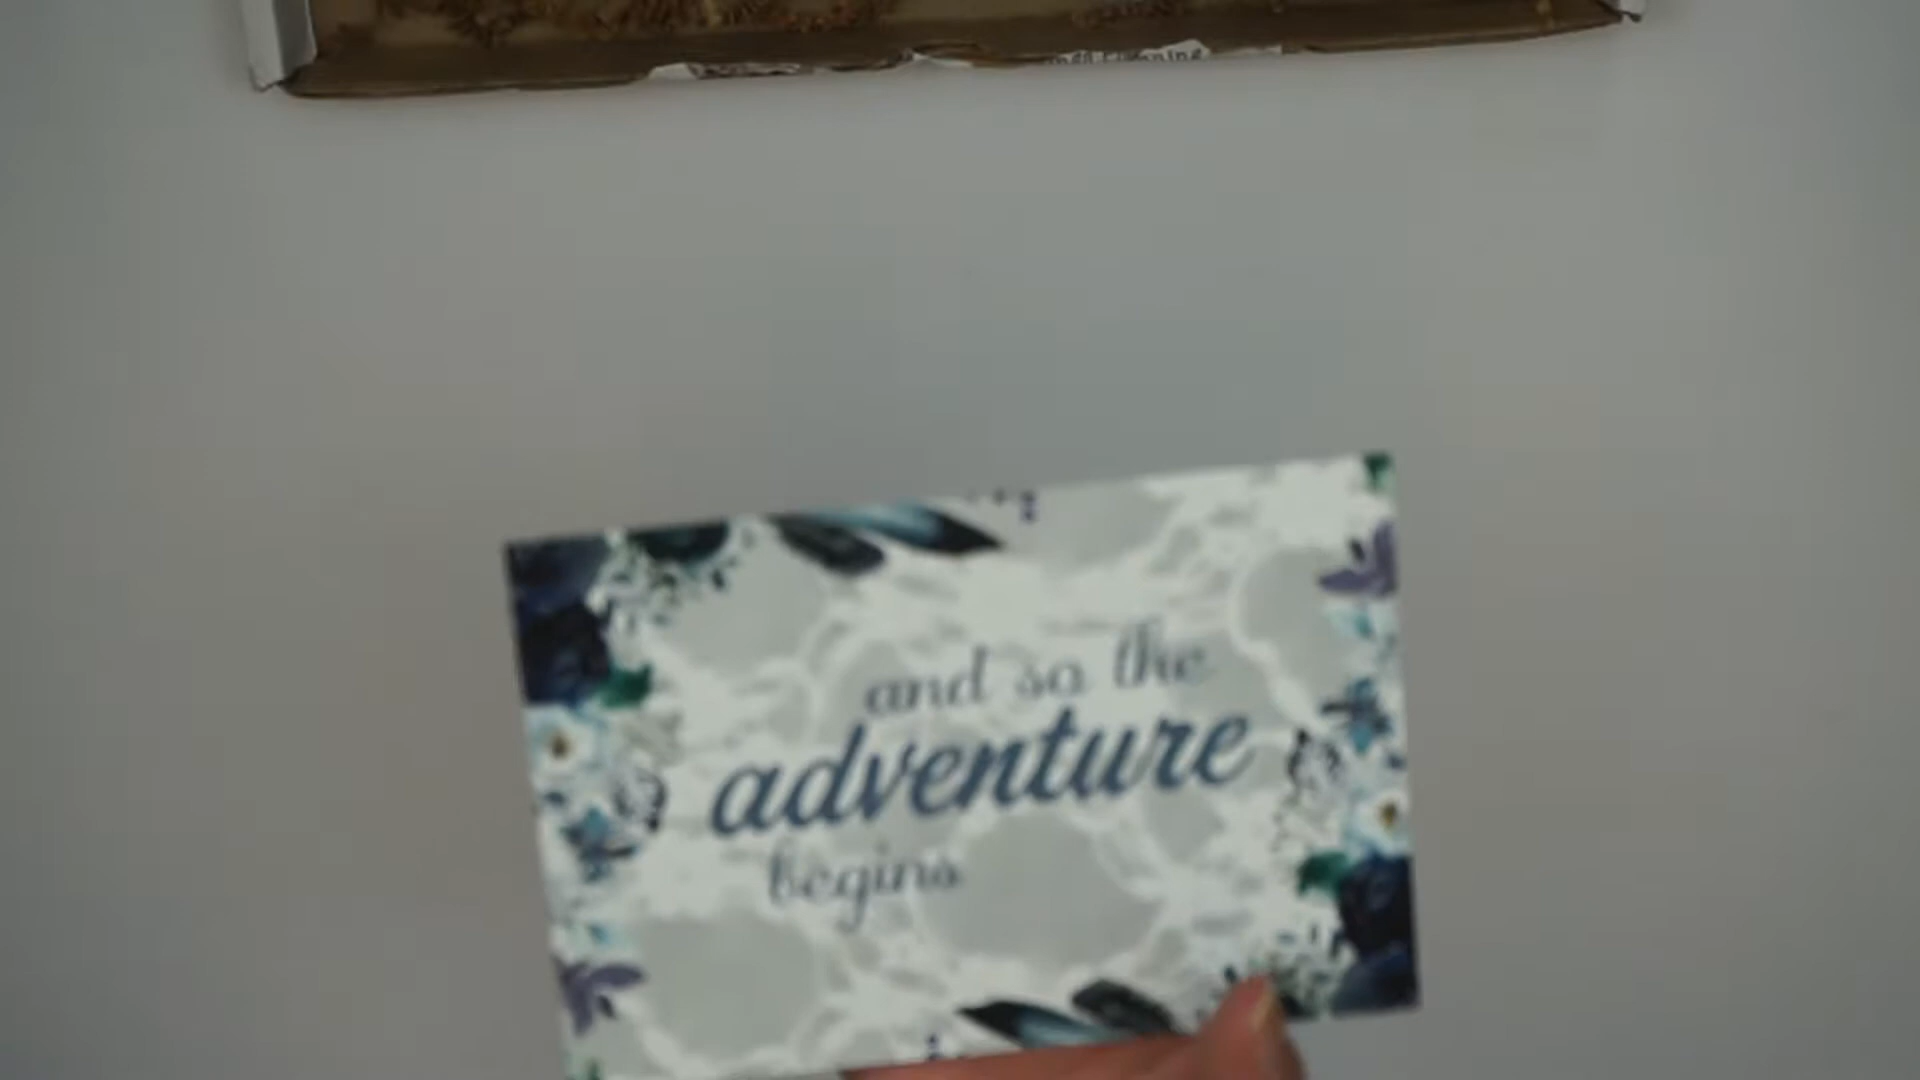 and so the
adventure
begins